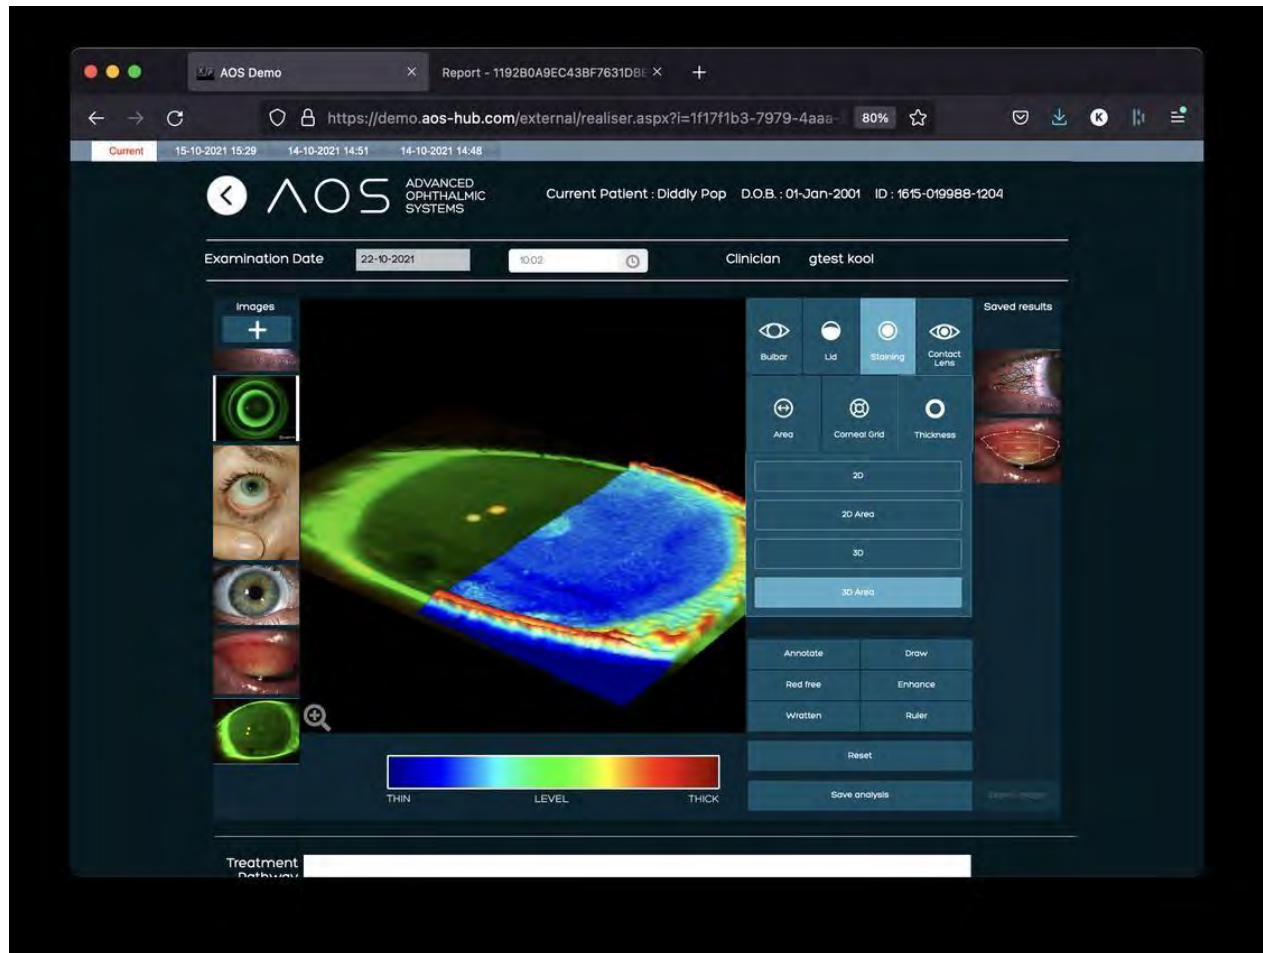 AOS Demo
Report - 1192B0A9EC43BF7631DBE
https://demo.aos-hub.com/external/realiser.aspx?i=1f17f1b3-7979-4aaa-
80%
K
Current 15-10-2021 15:29 14-10-2021 14:51 14-10-2021 14:48
AOS
ADVANCED
OPHTHALMIC
SYSTEMS
Current Patient : Diddly Pop D.O.B. : 01-Jan-2001 ID : 1615-019988-1204
Examination Date 22-10-2021 10:02 Clinician gtest kool
Images
Saved results
Bulbar Lid Staining Contact
Lens
Area Corneal Grid Thickness
2D
2D Area
3D
3D Area
Annotate Draw
Red free Enhance
Wratten Ruler
Reset
Save analysis
THIN LEVEL THICK
Treatment
Pathway